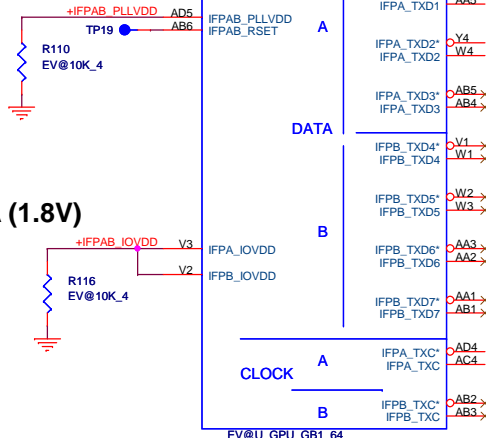 +IFPAB_PLLVDD AD5 IFPAB_PLLVDD
TP19 AB6 IFPAB_RSET
R110
EV@10K_4
A
IFPA_TXD1
IFPA_TXD2* Y4
IFPA_TXD2 W4
IFPA_TXD3* AB5
IFPA_TXD3 AB4
DATA
IFPB_TXD4* V1
IFPB_TXD4 W1
IFPB_TXD5* W2
IFPB_TXD5 W3
(1.8V)
B
+IFPAB_IOVDD V3 IFPA_IOVDD
IFPB_TXD6* AA3
IFPB_TXD6 AA2
V2 IFPB_IOVDD
R116
EV@10K_4
IFPB_TXD7* AA1
IFPB_TXD7 AB1
CLOCK
A
IFPA_TXC* AD4
IFPA_TXC AC4
B
IFPB_TXC* AB2
IFPB_TXC AB3
EV@U_GPU_GB1_64